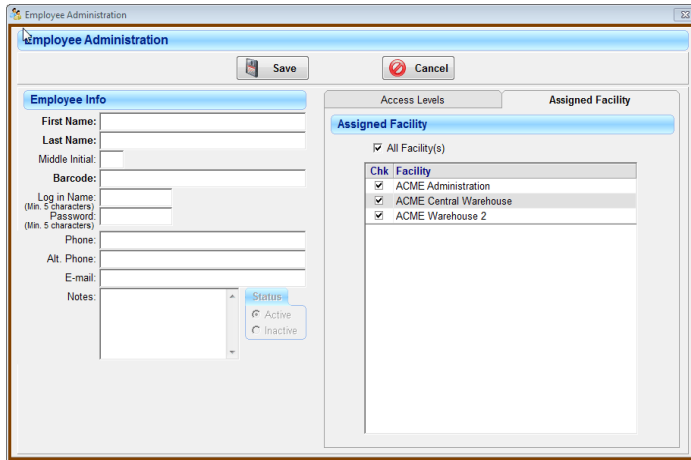 Employee Administration
Employee Administration
Save Cancel
Employee Info
First Name:
Last Name:
Middle Initial:
Barcode:
Log in Name:
(Min. 5 characters)
Password:
(Min. 5 characters)
Phone:
Alt. Phone:
E-mail:
Notes:
Status
Active
Inactive
Access Levels Assigned Facility
Assigned Facility
All Facility(s)
Chk Facility
ACME Administration
ACME Central Warehouse
ACME Warehouse 2